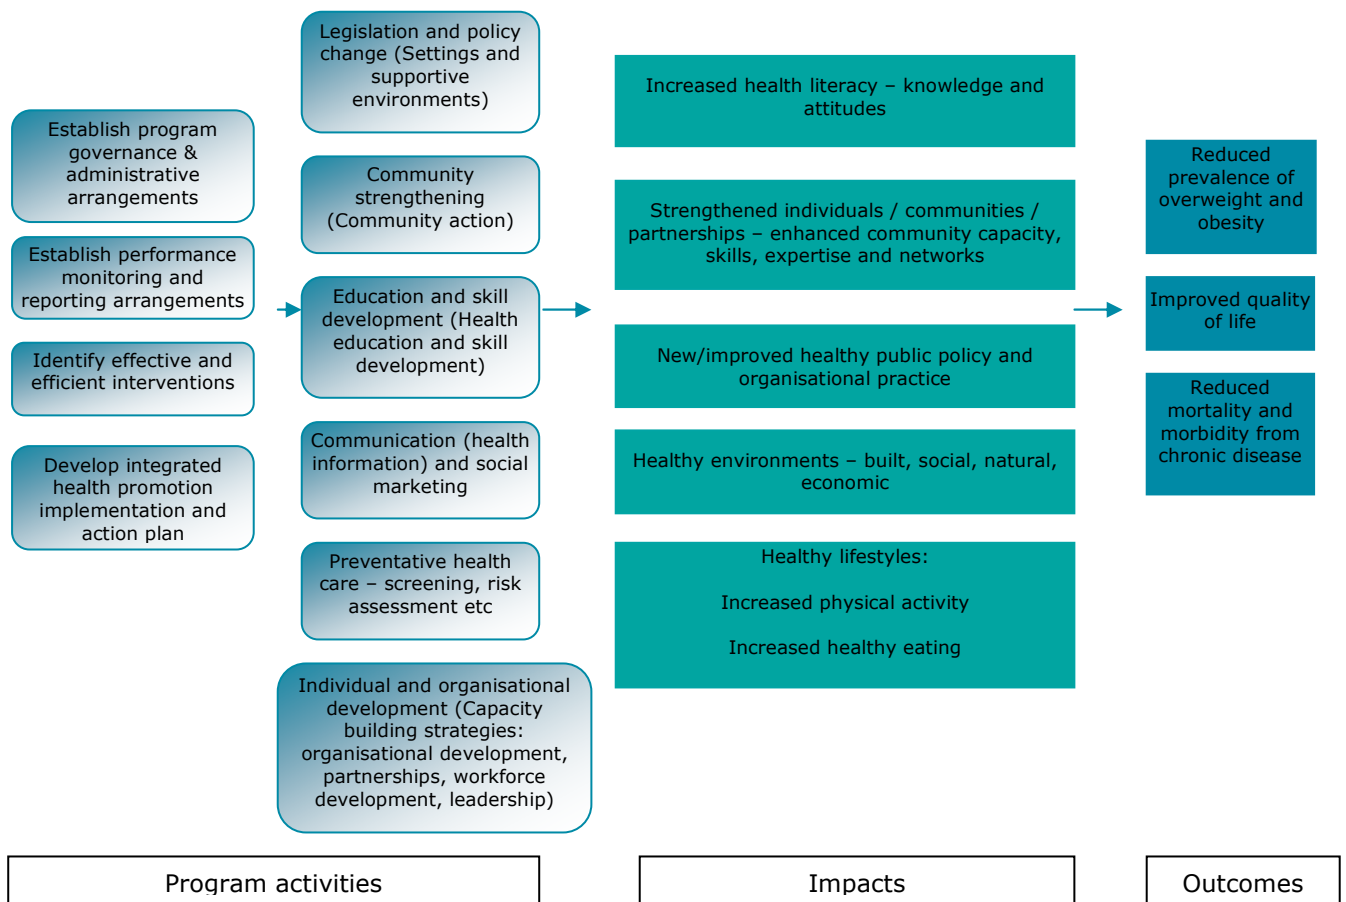 Establish program
governance &
administrative
arrangements
Establish performance
monitoring and
reporting arrangements
Identify effective and
efficient interventions
Develop integrated
health promotion
implementation and
action plan
Legislation and policy
change (Settings and
supportive
environments)
Community
strengthening
(Community action)
Education and skill
development (Health
education and skill
development)
Communication (health
information) and social
marketing
Preventative health
care – screening, risk
assessment etc
Individual and organisational
development (Capacity
building strategies:
organisational development,
partnerships, workforce
development, leadership)
Increased health literacy – knowledge and
attitudes
Strengthened individuals / communities /
partnerships – enhanced community capacity,
skills, expertise and networks
New/improved healthy public policy and
organisational practice
Healthy environments – built, social, natural,
economic
Healthy lifestyles:
Increased physical activity
Increased healthy eating
Reduced
prevalence of
overweight and
obesity
Improved quality
of life
Reduced
mortality and
morbidity from
chronic disease
Program activities
Impacts
Outcomes